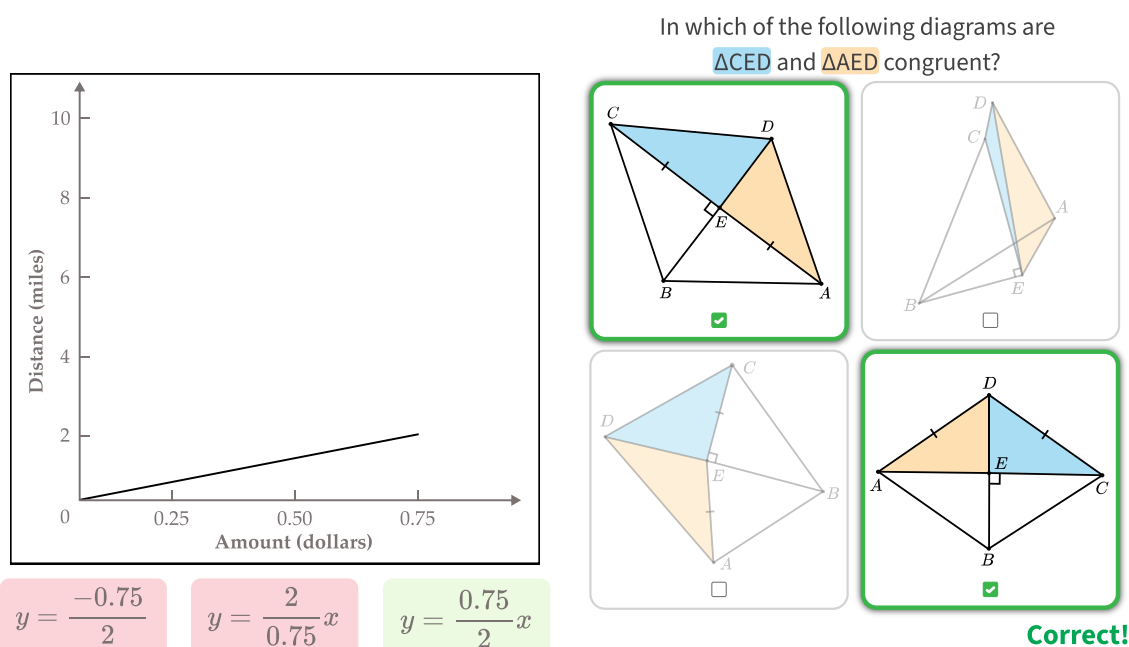 10
8
6
4
2
0
Distance (miles)
0.25 0.50 0.75
Amount (dollars)
y = −0.75/2
y = 2/0.75 x
y = 0.75/2 x
In which of the following diagrams are
ΔCED and ΔAED congruent?
C
D
E
B
A
D
C
A
E
B
C
D
E
B
A
D
E
A
C
B
Correct!